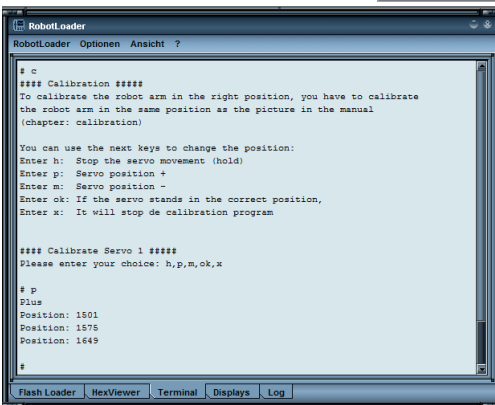 RobotLoader
RobotLoader Optionen Ansicht ?
# c
#### Calibration #####
To calibrate the robot arm in the right position, you have to calibrate
the robot arm in the same position as the picture in the manual
(chapter: calibration)
You can use the next keys to change the position:
Enter h: Stop the servo movement (hold)
Enter p: Servo position +
Enter m: Servo position -
Enter ok: If the servo stands in the correct position,
Enter x: It will stop de calibration program
#### Calibrate Servo 1 #####
Please enter your choice: h,p,m,ok,x
# p
Plus
Position: 1501
Position: 1575
Position: 1649
#
Flash Loader HexViewer Terminal Displays Log